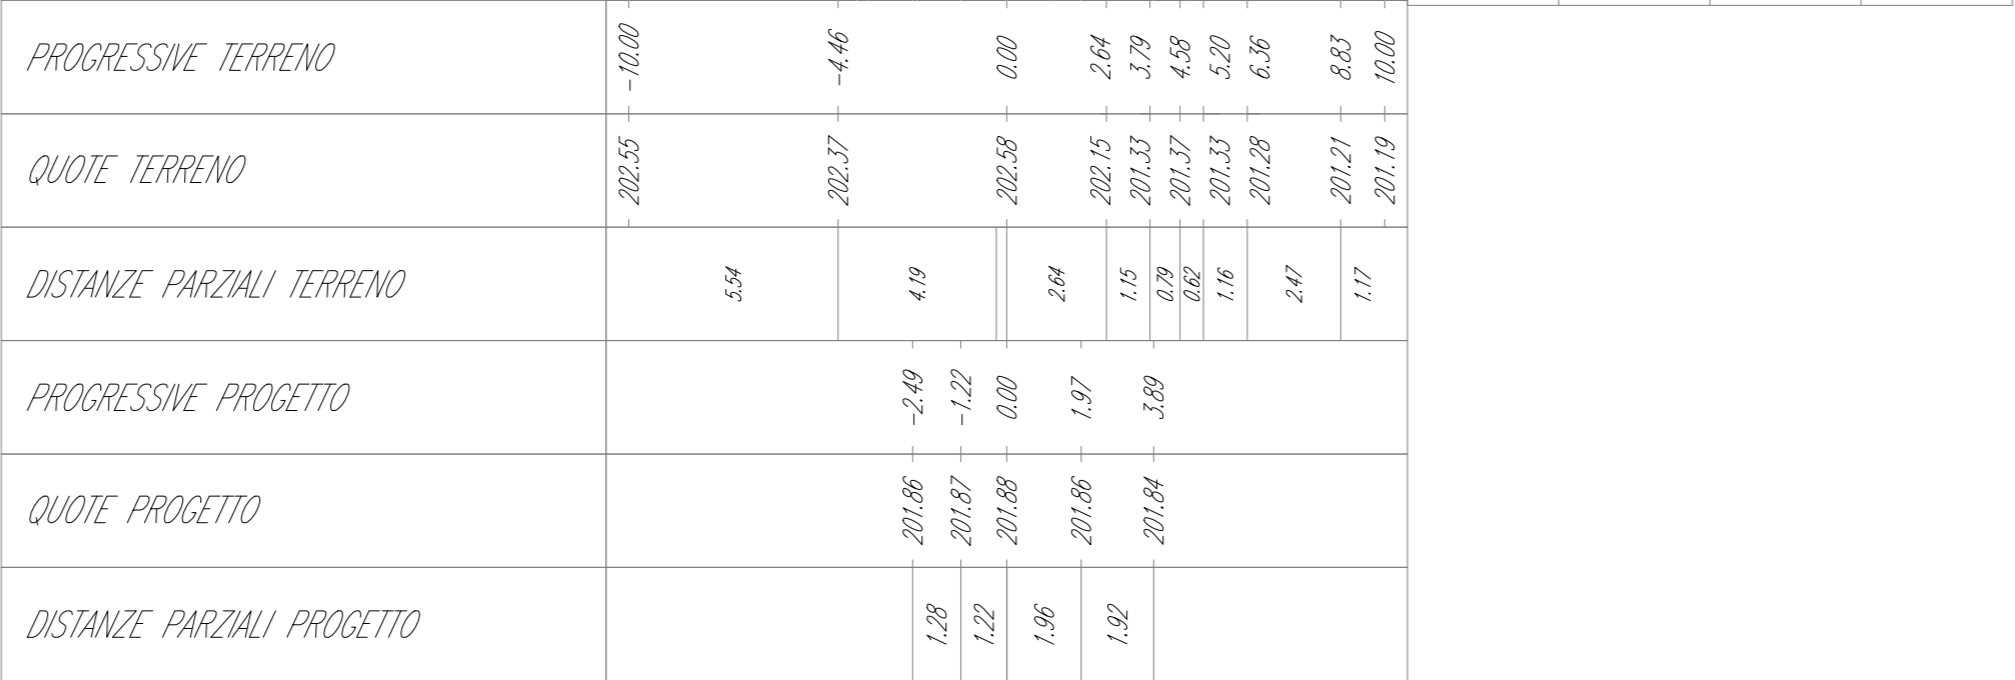 PROGRESSIVE TERRENO -10.00 -4.46 0.00 2.64 3.79 4.58 5.20 6.36 8.83 10.00
QUOTE TERRENO 202.55 202.37 202.58 202.15 201.33 201.37 201.33 201.28 201.21 201.19
DISTANZE PARZIALI TERRENO 5.54 4.19 2.64 1.15 0.79 0.62 1.16 2.47 1.17
PROGRESSIVE PROGETTO -2.49 -1.22 0.00 1.97 3.89
QUOTE PROGETTO 201.86 201.87 201.88 201.86 201.84
DISTANZE PARZIALI PROGETTO 1.28 1.22 1.96 1.92